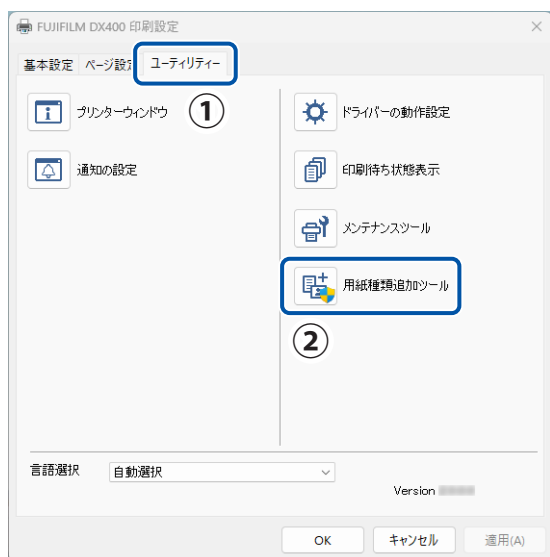 FUJIFILM DX400 印刷設定
基本設定 ページ設定 ユーティリティー
①
プリンターウィンドウ
通知の設定
ドライバーの動作設定
印刷待ち状態表示
メンテナンスツール
用紙種類追加ツール
②
言語選択 自動選択
Version
OK キャンセル 適用(A)